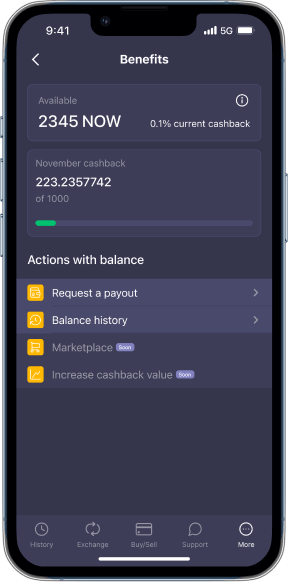 9:41
5G
Benefits
Available
2345 NOW
0.1% current cashback
November cashback
223.2357742
of 1000
Actions with balance
Request a payout
Balance history
Marketplace Soon
Increase cashback value Soon
History Exchange Buy/Sell Support More